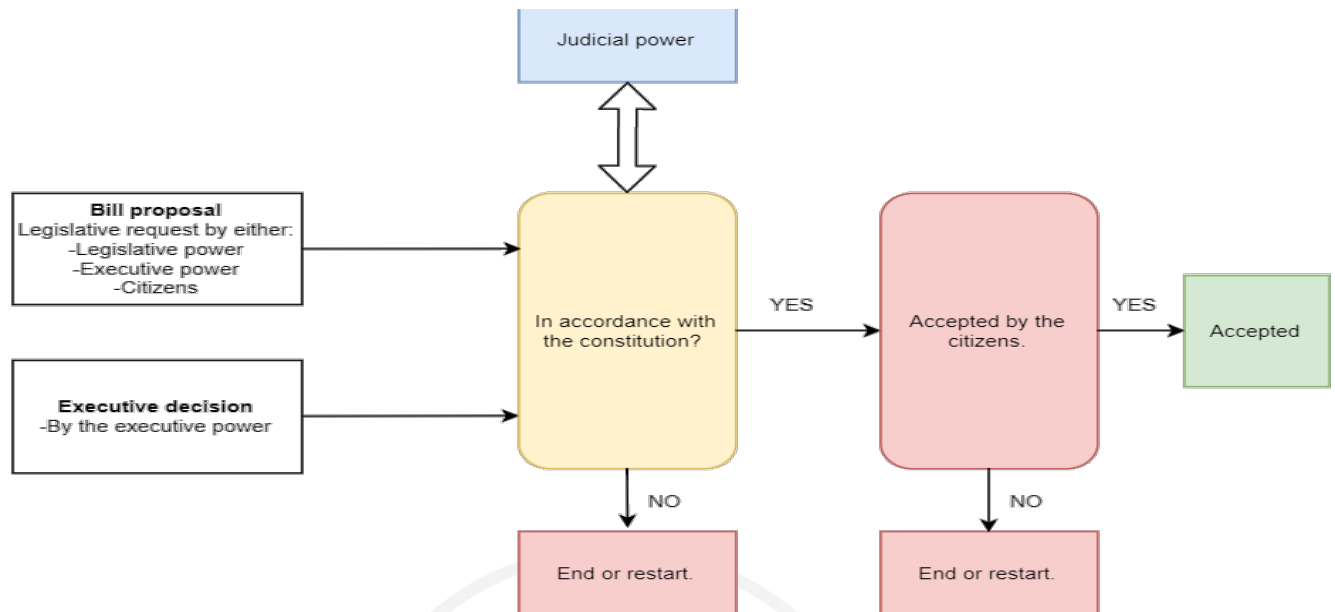 Judicial power
Bill proposal
Legislative request by either:
-Legislative power
-Executive power
-Citizens
In accordance with
the constitution?
YES
Accepted by the
citizens.
YES
Accepted
Executive decision
-By the executive power
NO
NO
End or restart.
End or restart.